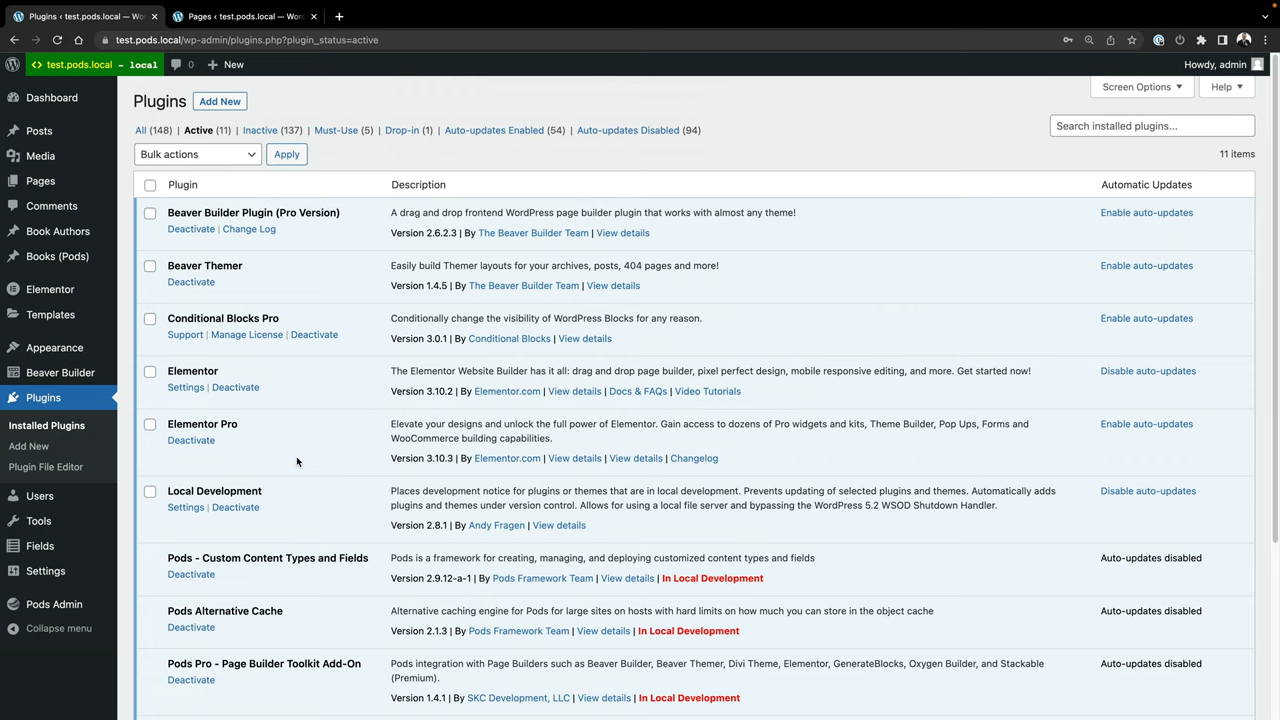 Plugins < test.pods.local — Wo
Pages < test.pods.local — Word
test.pods.local/wp-admin/plugins.php?plugin_status=active
<> test.pods.local – local
0
+ New
Howdy, admin
Dashboard
Posts
Media
Pages
Comments
Book Authors
Books (Pods)
Elementor
Templates
Appearance
Beaver Builder
Plugins
Installed Plugins
Add New
Plugin File Editor
Users
Tools
Fields
Settings
Pods Admin
Collapse menu
Plugins Add New
Screen Options Help
All (148) | Active (11) | Inactive (137) | Must-Use (5) | Drop-in (1) | Auto-updates Enabled (54) | Auto-updates Disabled (94)
Search installed plugins...
Bulk actions Apply
11 items
Plugin Description Automatic Updates
Beaver Builder Plugin (Pro Version)
Deactivate | Change Log
A drag and drop frontend WordPress page builder plugin that works with almost any theme!
Version 2.6.2.3 | By The Beaver Builder Team | View details
Enable auto-updates
Beaver Themer
Deactivate
Easily build Themer layouts for your archives, posts, 404 pages and more!
Version 1.4.5 | By The Beaver Builder Team | View details
Enable auto-updates
Conditional Blocks Pro
Support | Manage License | Deactivate
Conditionally change the visibility of WordPress Blocks for any reason.
Version 3.0.1 | By Conditional Blocks | View details
Enable auto-updates
Elementor
Settings | Deactivate
The Elementor Website Builder has it all: drag and drop page builder, pixel perfect design, mobile responsive editing, and more. Get started now!
Version 3.10.2 | By Elementor.com | View details | Docs & FAQs | Video Tutorials
Disable auto-updates
Elementor Pro
Deactivate
Elevate your designs and unlock the full power of Elementor. Gain access to dozens of Pro widgets and kits, Theme Builder, Pop Ups, Forms and
WooCommerce building capabilities.
Version 3.10.3 | By Elementor.com | View details | View details | Changelog
Enable auto-updates
Local Development
Settings | Deactivate
Places development notice for plugins or themes that are in local development. Prevents updating of selected plugins and themes. Automatically adds
plugins and themes under version control. Allows for using a local file server and bypassing the WordPress 5.2 WSOD Shutdown Handler.
Version 2.8.1 | By Andy Fragen | View details
Disable auto-updates
Pods - Custom Content Types and Fields
Deactivate
Pods is a framework for creating, managing, and deploying customized content types and fields
Version 2.9.12-a-1 | By Pods Framework Team | View details | In Local Development
Auto-updates disabled
Pods Alternative Cache
Deactivate
Alternative caching engine for Pods for large sites on hosts with hard limits on how much you can store in the object cache
Version 2.1.3 | By Pods Framework Team | View details | In Local Development
Auto-updates disabled
Pods Pro - Page Builder Toolkit Add-On
Deactivate
Pods integration with Page Builders such as Beaver Builder, Beaver Themer, Divi Theme, Elementor, GenerateBlocks, Oxygen Builder, and Stackable
(Premium).
Version 1.4.1 | By SKC Development, LLC | View details | In Local Development
Auto-updates disabled